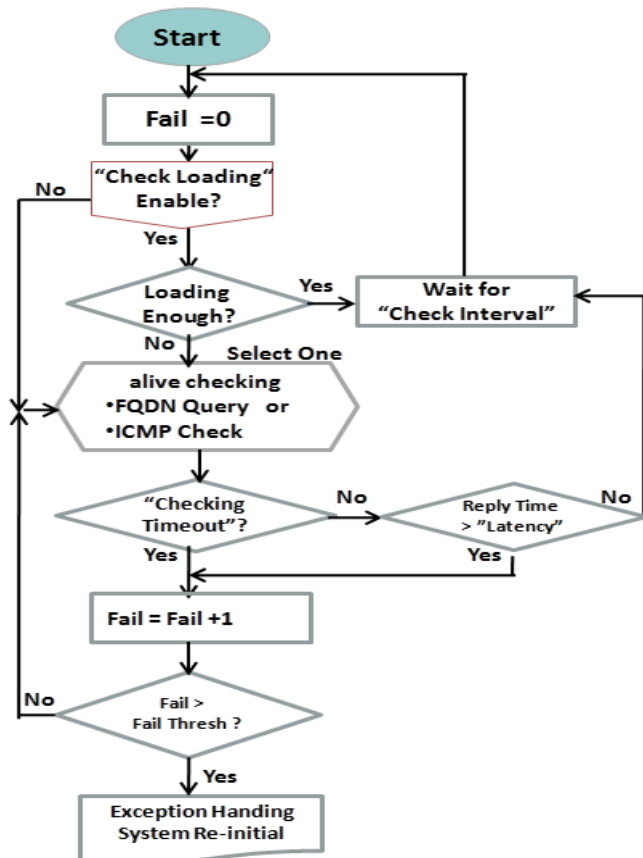 Start
Fail =0
"Check Loading"
Enable?
No
Yes
Loading
Enough?
Yes
Wait for
"Check Interval"
No
Select One
alive checking
•FQDN Query or
•ICMP Check
"Checking
Timeout"?
No
Reply Time
> "Latency"
No
Yes
Yes
Fail = Fail +1
No
Fail >
Fail Thresh ?
Yes
Exception Handing
System Re-initial